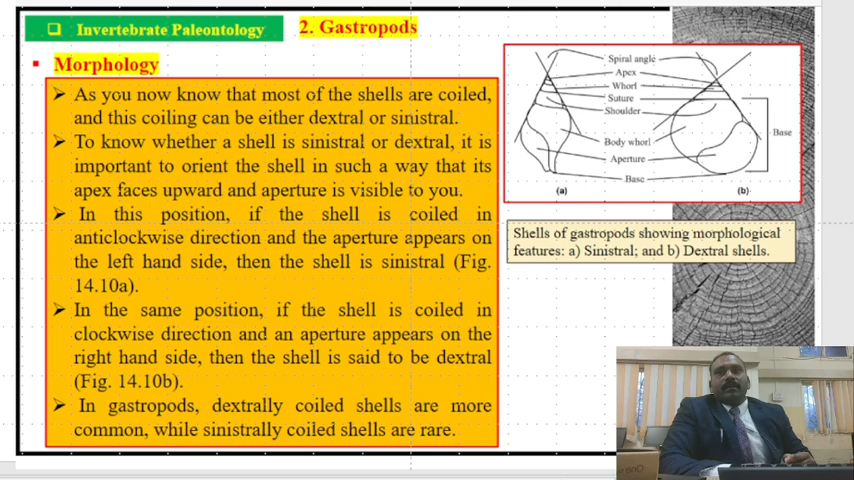 ❑ Invertebrate Paleontology
2. Gastropods
▪ Morphology
➢ As you now know that most of the shells are coiled,
and this coiling can be either dextral or sinistral.
➢ To know whether a shell is sinistral or dextral, it is
important to orient the shell in such a way that its
apex faces upward and aperture is visible to you.
➢ In this position, if the shell is coiled in
anticlockwise direction and the aperture appears on
the left hand side, then the shell is sinistral (Fig.
14.10a).
➢ In the same position, if the shell is coiled in
clockwise direction and an aperture appears on the
right hand side, then the shell is said to be dextral
(Fig. 14.10b).
➢ In gastropods, dextrally coiled shells are more
common, while sinistrally coiled shells are rare.
Spiral angle
Apex
Whorl
Suture
Shoulder
Body whorl
Aperture
Base
Base
(a)
(b)
Shells of gastropods showing morphological
features: a) Sinistral; and b) Dextral shells.